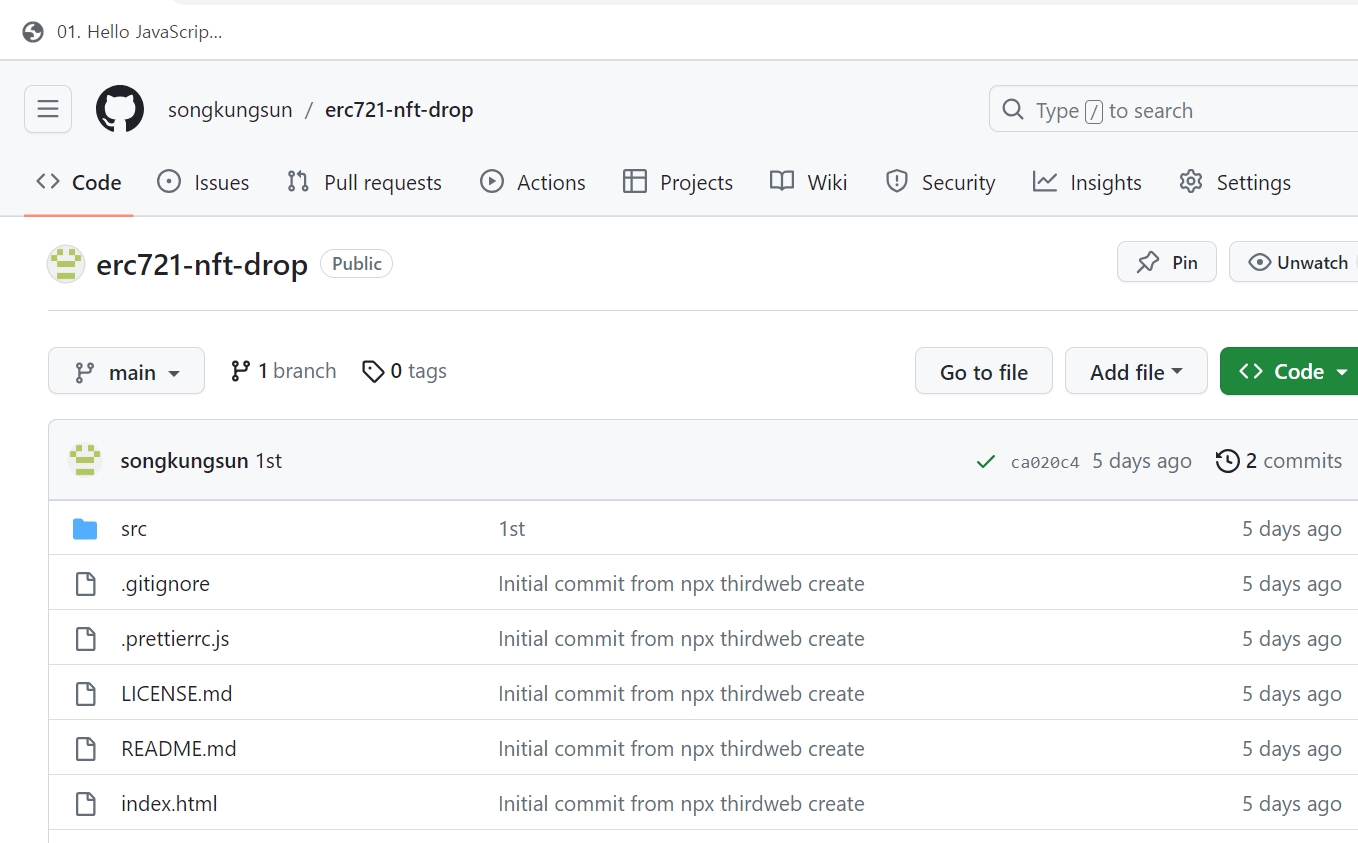 01. Hello JavaScrip...
songkungsun / erc721-nft-drop
Type / to search
Code Issues Pull requests Actions Projects Wiki Security Insights Settings
erc721-nft-drop Public
Pin Unwatch
main 1 branch 0 tags Go to file Add file Code
songkungsun 1st ca020c4 5 days ago 2 commits
src 1st 5 days ago
.gitignore Initial commit from npx thirdweb create 5 days ago
.prettierrc.js Initial commit from npx thirdweb create 5 days ago
LICENSE.md Initial commit from npx thirdweb create 5 days ago
README.md Initial commit from npx thirdweb create 5 days ago
index.html Initial commit from npx thirdweb create 5 days ago